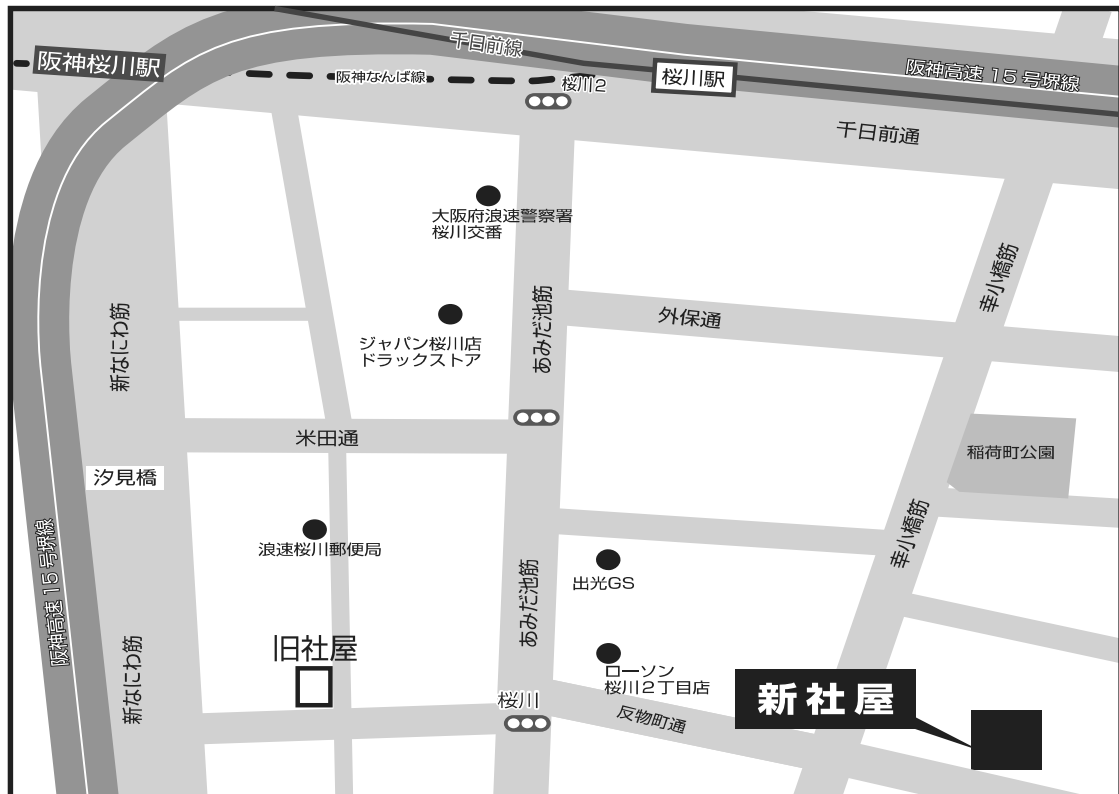 千日前線
阪神桜川駅
阪神なんば線
桜川2
桜川駅
阪神高速15号堺線
千日前通
大阪府浪速警察署
桜川交番
幸小橋筋
新なにわ筋
あみだ池筋
外保通
ジャパン桜川店
ドラックストア
米田通
稲荷町公園
汐見橋
浪速桜川郵便局
幸小橋筋
阪神高速15号堺線
あみだ池筋
出光GS
旧社屋
新なにわ筋
ローソン
桜川2丁目店
桜川
反物町通
新社屋